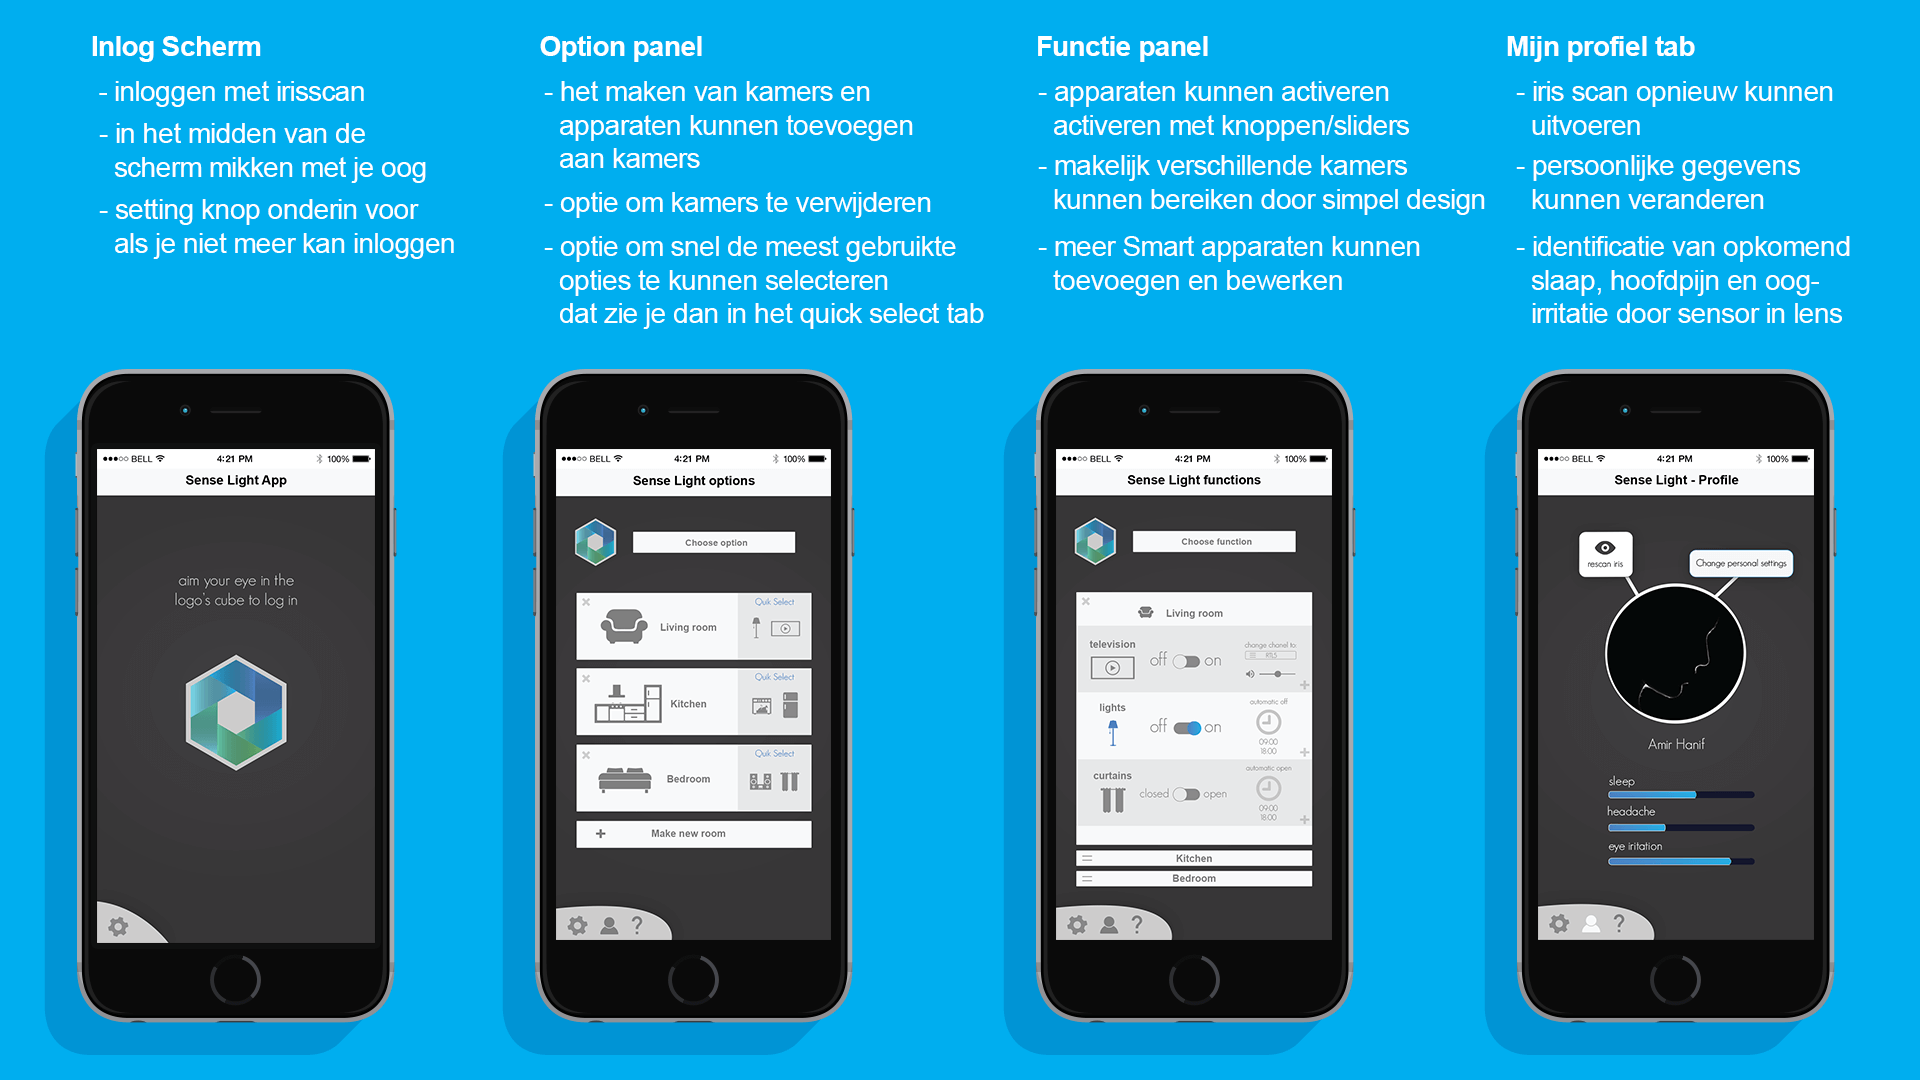 Inlog Scherm
- inloggen met irisscan
- in het midden van de
scherm mikken met je oog
- setting knop onderin voor
als je niet meer kan inloggen
Option panel
- het maken van kamers en
apparaten kunnen toevoegen
aan kamers
- optie om kamers te verwijderen
- optie om snel de meest gebruikte
opties te kunnen selecteren
dat zie je dan in het quick select tab
Functie panel
- apparaten kunnen activeren
activeren met knoppen/sliders
- makelijk verschillende kamers
kunnen bereiken door simpel design
- meer Smart apparaten kunnen
toevoegen en bewerken
Mijn profiel tab
- iris scan opnieuw kunnen
uitvoeren
- persoonlijke gegevens
kunnen veranderen
- identificatie van opkomend
slaap, hoofdpijn en oog-
irritatie door sensor in lens
BELL 4:21 PM 100%
Sense Light App
aim your eye in the
logo's cube to log in
BELL 4:21 PM 100%
Sense Light options
Choose option
Quik Select
Living room
Quik Select
Kitchen
Quik Select
Bedroom
+ Make new room
?
BELL 4:21 PM 100%
Sense Light functions
Choose function
Living room
television
off on
change chanel to:
RTL5
+
lights
off on
automatic off
09:00
18:00
+
curtains
closed open
automatic open
09:00
18:00
+
Kitchen
Bedroom
?
BELL 4:21 PM 100%
Sense Light - Profile
rescan iris
Change personal settings
Amir Hanif
sleep
headache
eye iritation
?